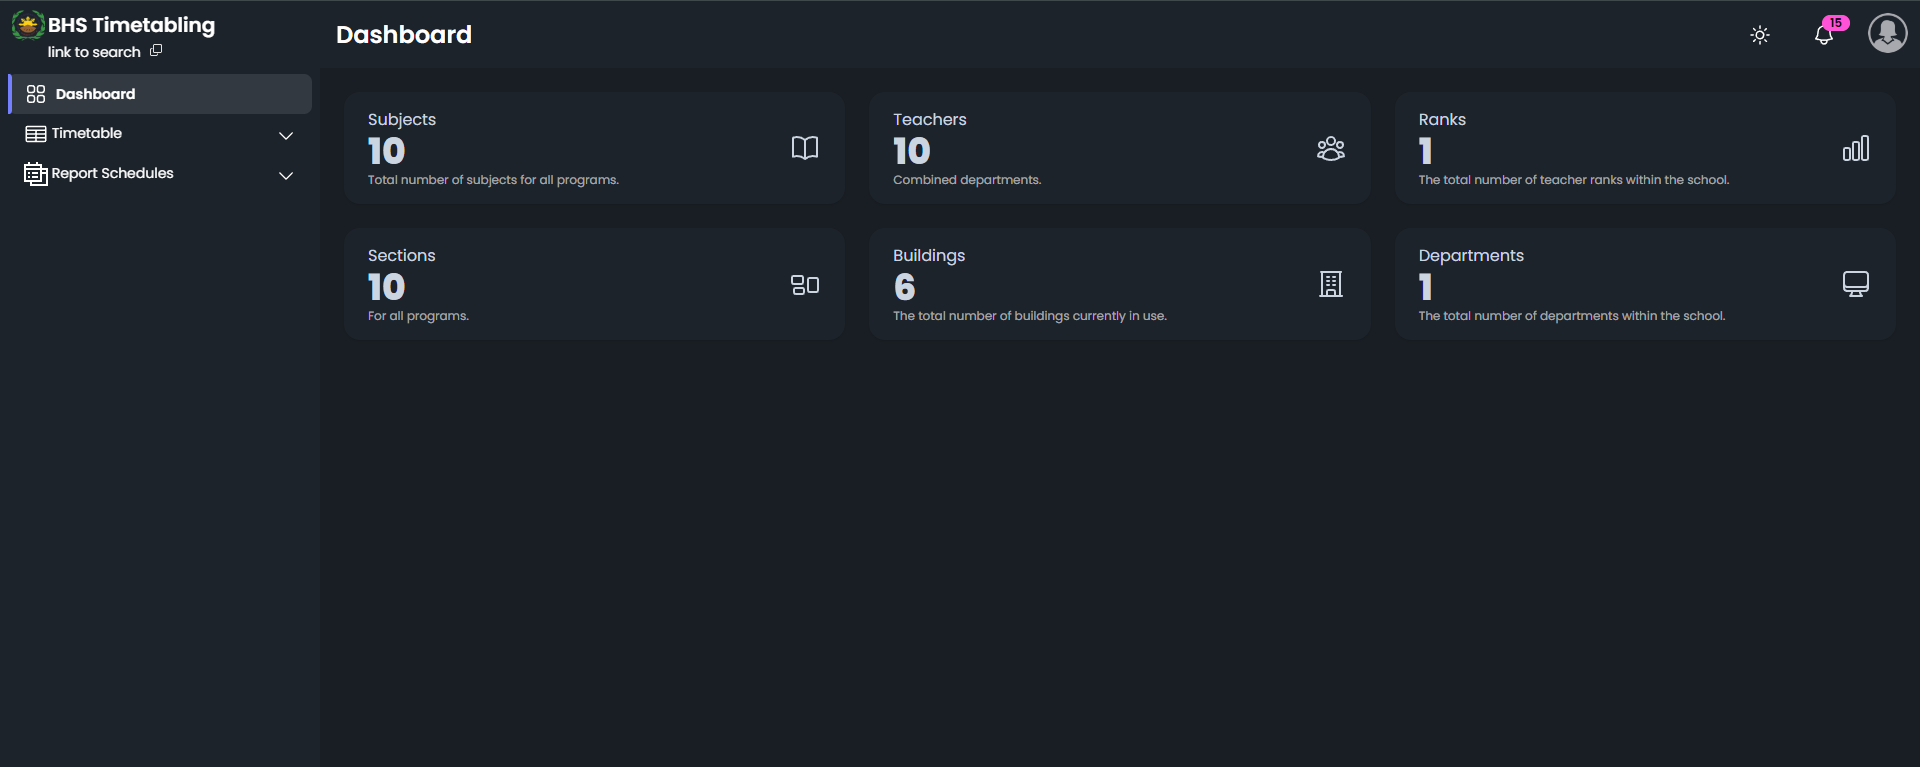 BHS Timetabling
link to search
Dashboard
Timetable
Report Schedules
Dashboard
15
Subjects
10
Total number of subjects for all programs.
Teachers
10
Combined departments.
Ranks
1
The total number of teacher ranks within the school.
Sections
10
For all programs.
Buildings
6
The total number of buildings currently in use.
Departments
1
The total number of departments within the school.